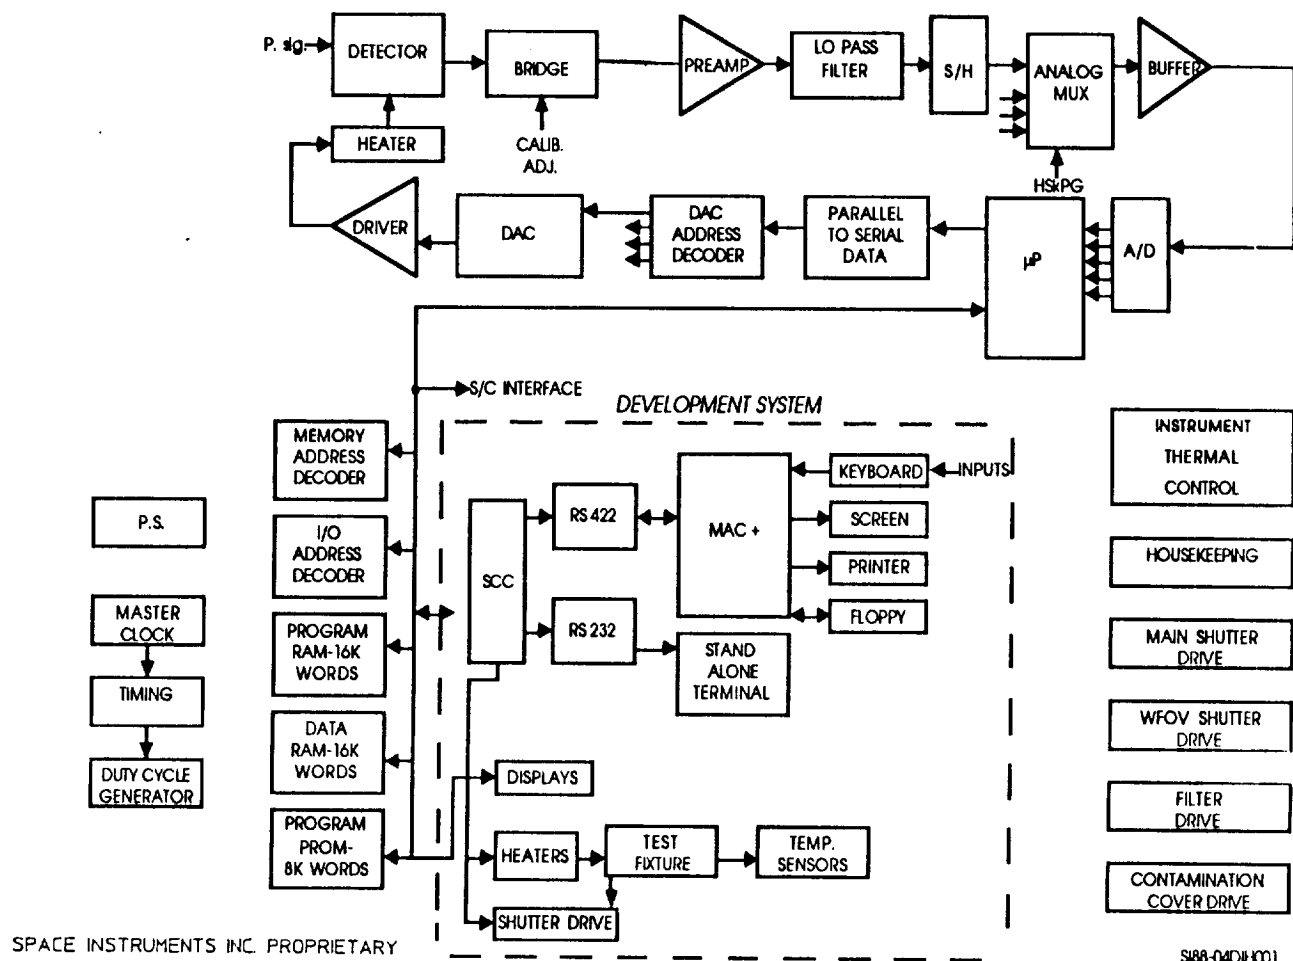 P. sig.
DETECTOR
BRIDGE
PREAMP
LO PASS
FILTER
S/H
ANALOG
MUX
BUFFER
HEATER
CALIB.
ADJ.
HSkPG
DRIVER
DAC
DAC
ADDRESS
DECODER
PARALLEL
TO SERIAL
DATA
µP
A/D
S/C INTERFACE
DEVELOPMENT SYSTEM
MEMORY
ADDRESS
DECODER
I/O
ADDRESS
DECODER
PROGRAM
RAM-16K
WORDS
DATA
RAM-16K
WORDS
PROGRAM
PROM-
8K WORDS
P.S.
MASTER
CLOCK
TIMING
DUTY CYCLE
GENERATOR
SCC
RS 422
RS 232
MAC +
KEYBOARD
INPUTS
SCREEN
PRINTER
FLOPPY
STAND
ALONE
TERMINAL
DISPLAYS
HEATERS
TEST
FIXTURE
TEMP.
SENSORS
SHUTTER DRIVE
INSTRUMENT
THERMAL
CONTROL
HOUSEKEEPING
MAIN SHUTTER
DRIVE
WFOV SHUTTER
DRIVE
FILTER
DRIVE
CONTAMINATION
COVER DRIVE
SPACE INSTRUMENTS INC. PROPRIETARY